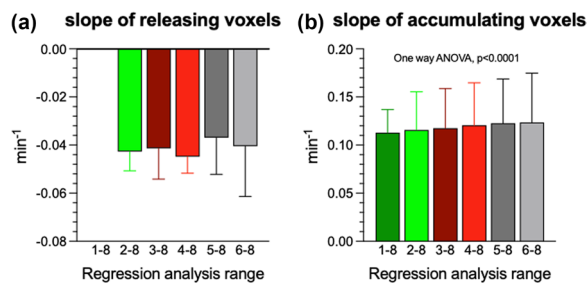 (a) slope of releasing voxels
0.00
-0.02
-0.04
-0.06
-0.08
min-1
1-8 2-8 3-8 4-8 5-8 6-8
Regression analysis range
(b) slope of accumulating voxels
One way ANOVA, p<0.0001
0.20
0.15
0.10
0.05
0.00
min-1
1-8 2-8 3-8 4-8 5-8 6-8
Regression analysis range